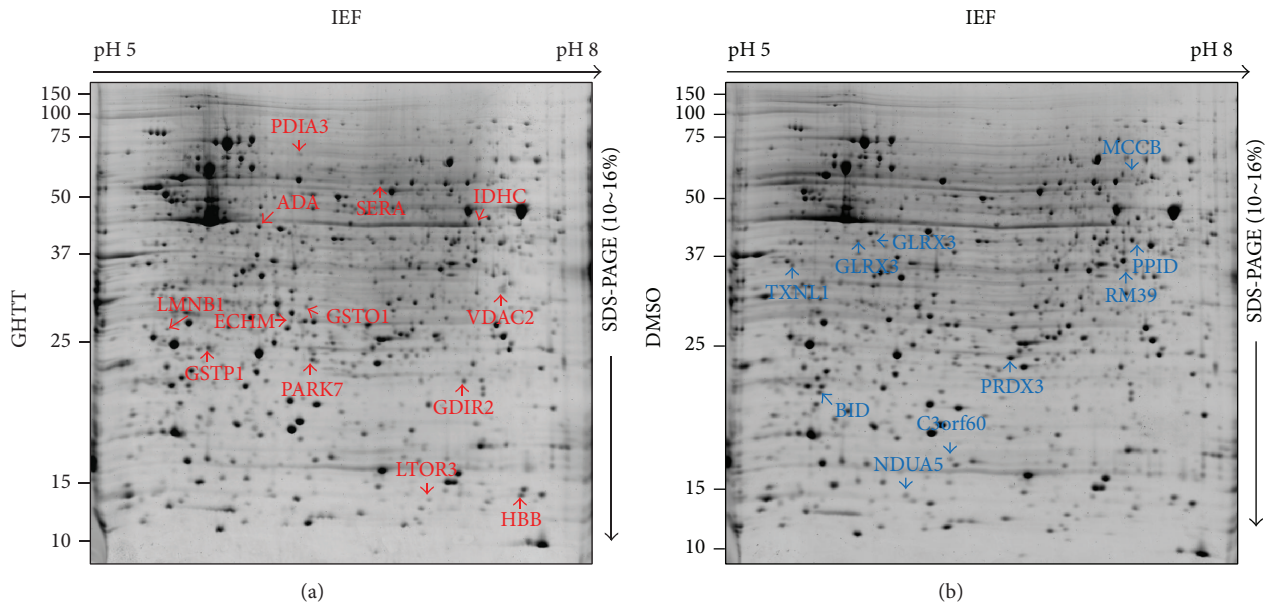 IEF
pH 5
pH 8
GHTT
150
100
75
50
37
25
15
10
PDIA3
ADA
SERA
IDHC
LMNB1
ECHM
GSTO1
VDAC2
GSTP1
PARK7
GDIR2
LTOR3
HBB
SDS-PAGE (10~16%)
(a)
IEF
pH 5
pH 8
DMSO
150
100
75
50
37
25
15
10
MCCB
GLRX3
GLRX3
PPID
TXNL1
RM39
PRDX3
BID
C3orf60
NDUA5
SDS-PAGE (10~16%)
(b)